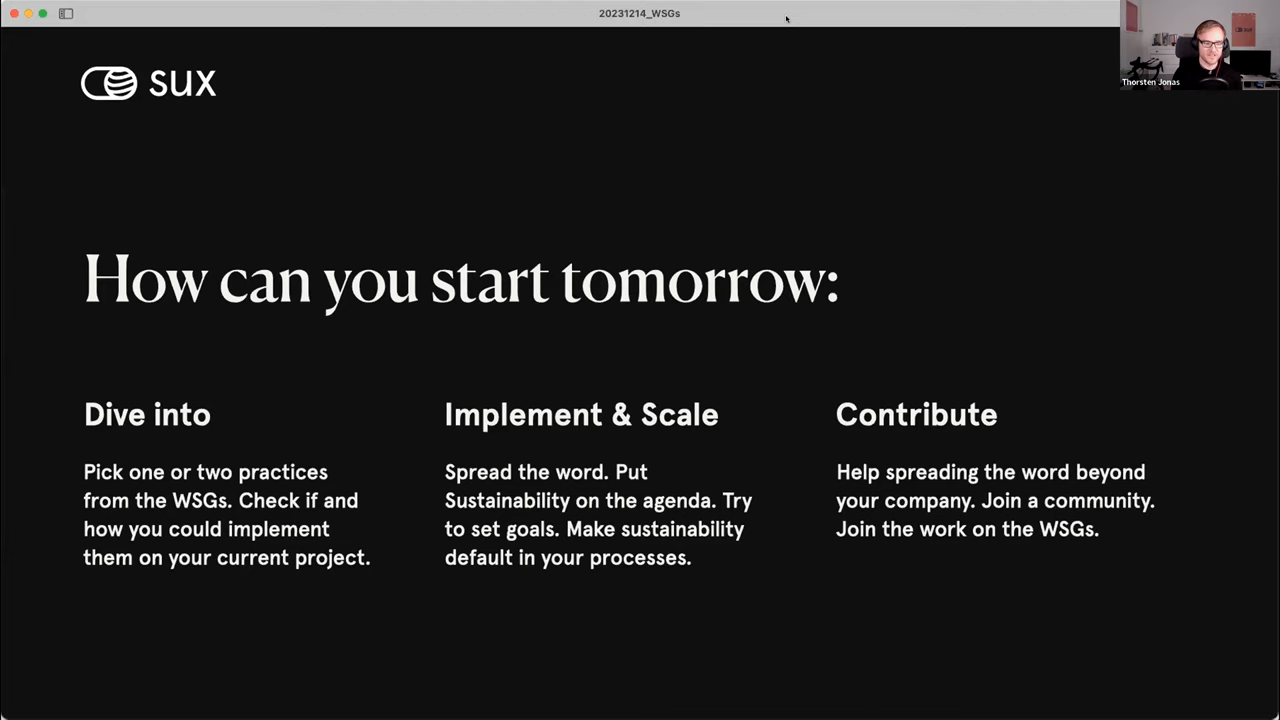 20231214_WSGs
Thorsten Jonas
sux
How can you start tomorrow:
Dive into
Pick one or two practices
from the WSGs. Check if and
how you could implement
them on your current project.
Implement & Scale
Spread the word. Put
Sustainability on the agenda. Try
to set goals. Make sustainability
default in your processes.
Contribute
Help spreading the word beyond
your company. Join a community.
Join the work on the WSGs.